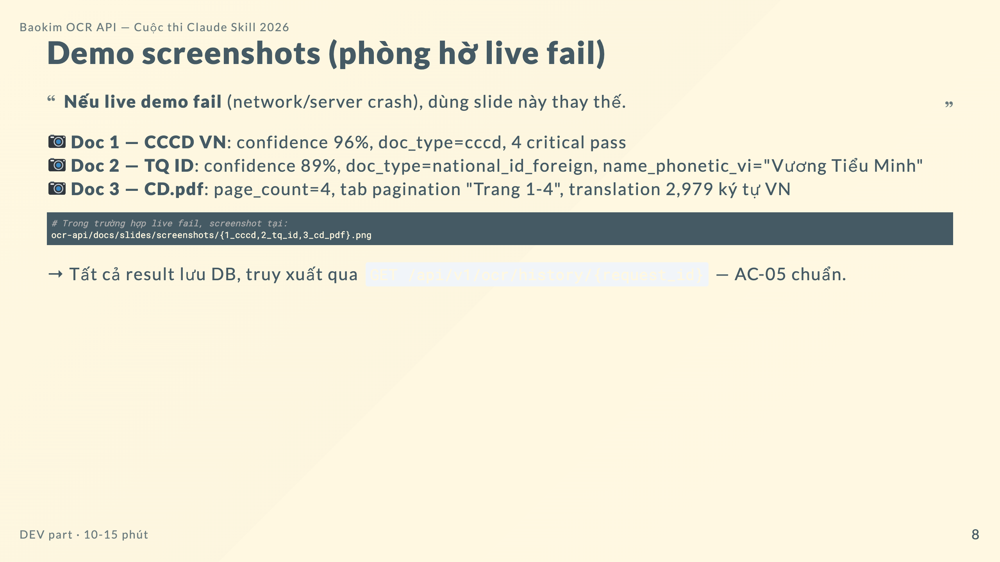 Baokim OCR API — Cuộc thi Claude Skill 2026
Demo screenshots (phòng hờ live fail)
“ Nếu live demo fail (network/server crash), dùng slide này thay thế. ”
📷 Doc 1 — CCCD VN: confidence 96%, doc_type=cccd, 4 critical pass
📷 Doc 2 — TQ ID: confidence 89%, doc_type=national_id_foreign, name_phonetic_vi="Vương Tiểu Minh"
📷 Doc 3 — CD.pdf: page_count=4, tab pagination "Trang 1-4", translation 2,979 ký tự VN
# Trong trường hợp live fail, screenshot tại:
ocr-api/docs/slides/screenshots/{1_cccd,2_tq_id,3_cd_pdf}.png
→ Tất cả result lưu DB, truy xuất qua GET /api/v1/ocr/history/{request_id} — AC-05 chuẩn.
DEV part · 10-15 phút
8